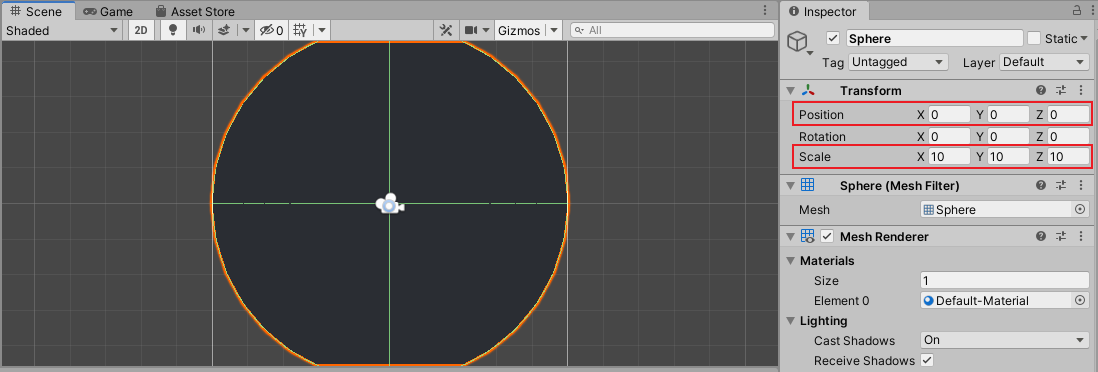 Scene Game Asset Store
Shaded 2D 0 Gizmos All
Inspector
Sphere Static
Tag Untagged Layer Default
Transform
Position X 0 Y 0 Z 0
Rotation X 0 Y 0 Z 0
Scale X 10 Y 10 Z 10
Sphere (Mesh Filter)
Mesh Sphere
Mesh Renderer
Materials
Size 1
Element 0 Default-Material
Lighting
Cast Shadows On
Receive Shadows